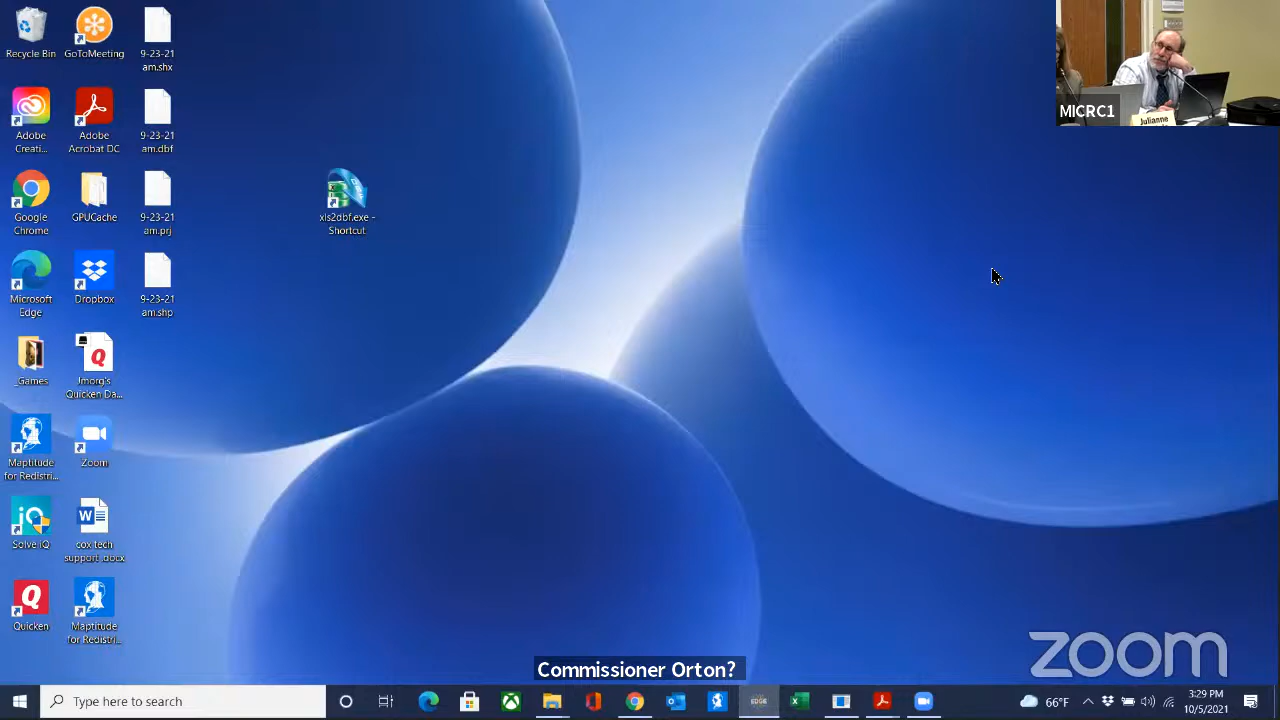 Recycle Bin
GoToMeeting
9-23-21
am.shx
Adobe
Creati...
Adobe
Acrobat DC
9-23-21
am.dbf
Google
Chrome
GPUCache
9-23-21
am.prj
xls2dbf.exe -
Shortcut
Microsoft
Edge
Dropbox
9-23-21
am.shp
_Games
Jmorg's
Quicken Da...
Maptitude
for Redistri...
Zoom
Solve iQ
cox tech
support .docx
Quicken
Maptitude
for Redistri...
MICRC1
Julianne
Commissioner Orton?
zoom
Type here to search
EDGE
66°F
3:29 PM
10/5/2021